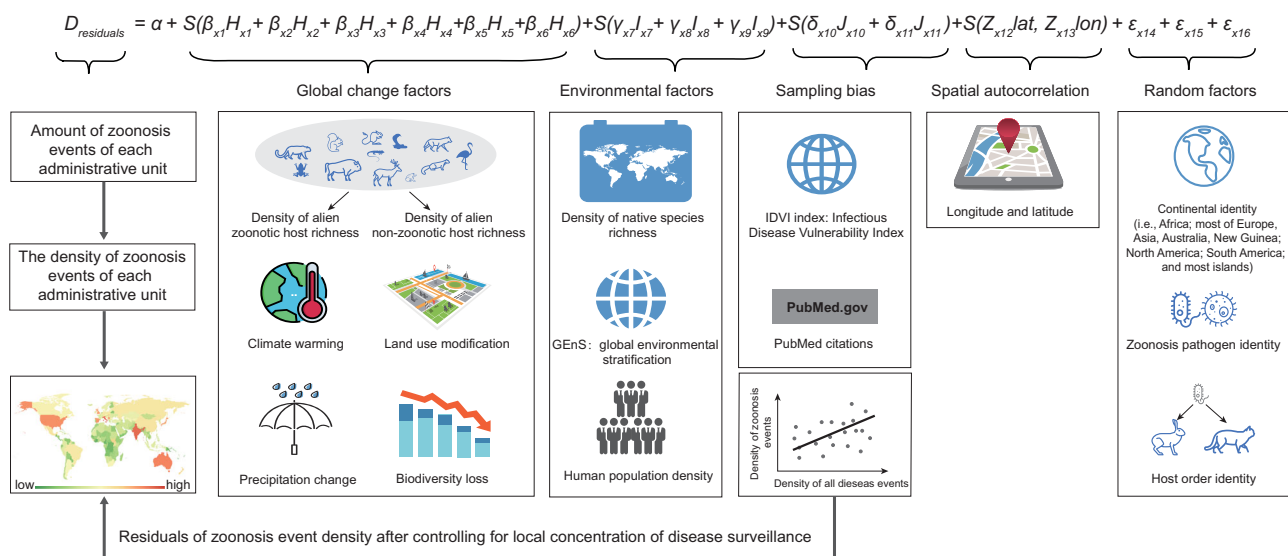 D_residuals = α + S(β_x1H_x1+ β_x2H_x2+ β_x3H_x3+ β_x4H_x4+β_x5H_x5+β_x6H_x6)+S(γ_x7I_x7+ γ_x8I_x8+ γ_x9I_x9)+S(δ_x10J_x10 + δ_x11J_x11)+S(Z_x12lat, Z_x13lon) + ε_x14 + ε_x15 + ε_x16
Amount of zoonosis
events of each
administrative unit
The density of zoonosis
events of each
administrative unit
low
high
Global change factors
Density of alien
zoonotic host richness
Density of alien
non-zoonotic host richness
Climate warming
Land use modification
Precipitation change
Biodiversity loss
Environmental factors
Density of native species
richness
GEnS: global environmental
stratification
Human population density
Sampling bias
IDVI index: Infectious
Disease Vulnerability Index
PubMed.gov
PubMed citations
Density of zoonosis
events
Density of all dieseas events
Spatial autocorrelation
Longitude and latitude
Random factors
Continental identity
(i.e., Africa; most of Europe,
Asia, Australia, New Guinea;
North America; South America;
and most islands)
Zoonosis pathogen identity
Host order identity
Residuals of zoonosis event density after controlling for local concentration of disease surveillance